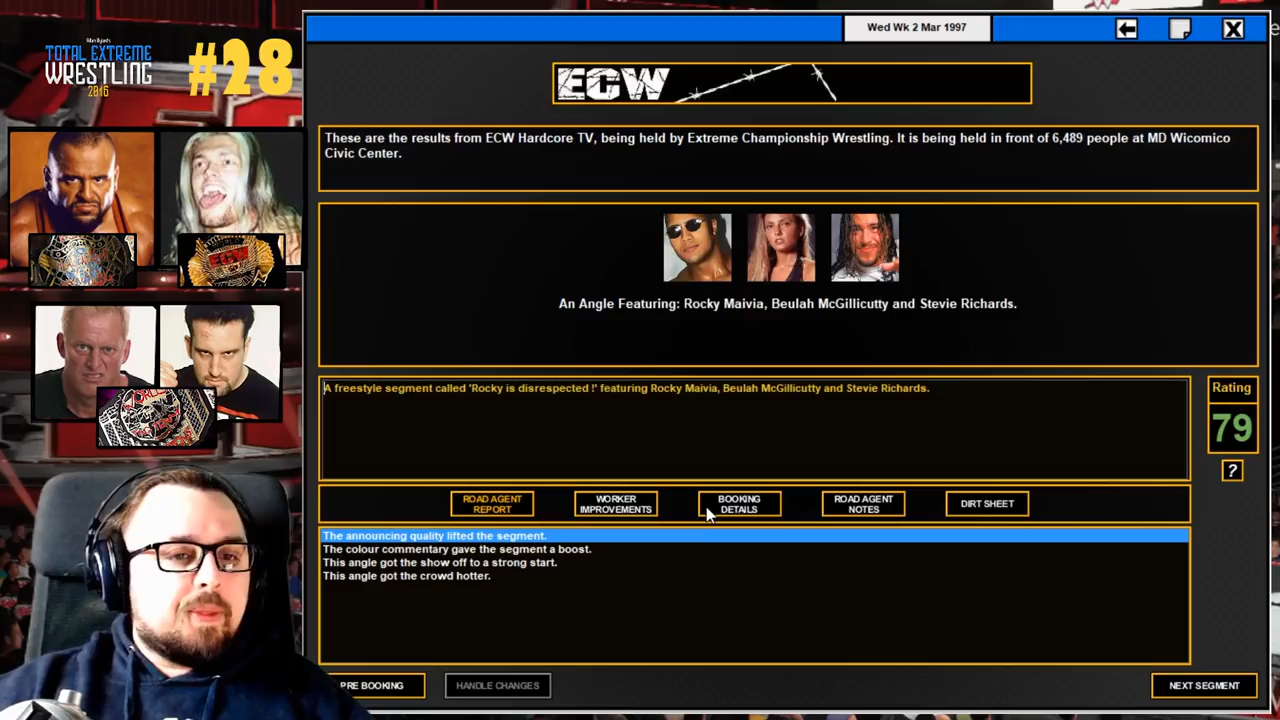 TOTAL EXTREME
WRESTLING
2016
#28
Wed Wk 2 Mar 1997
ECW
These are the results from ECW Hardcore TV, being held by Extreme Championship Wrestling. It is being held in front of 6,489 people at MD Wicomico
Civic Center.
An Angle Featuring: Rocky Maivia, Beulah McGillicutty and Stevie Richards.
A freestyle segment called 'Rocky is disrespected !' featuring Rocky Maivia, Beulah McGillicutty and Stevie Richards.
Rating
79
?
ROAD AGENT
REPORT
WORKER
IMPROVEMENTS
BOOKING
DETAILS
ROAD AGENT
NOTES
DIRT SHEET
The announcing quality lifted the segment.
The colour commentary gave the segment a boost.
This angle got the show off to a strong start.
This angle got the crowd hotter.
PRE BOOKING
HANDLE CHANGES
NEXT SEGMENT